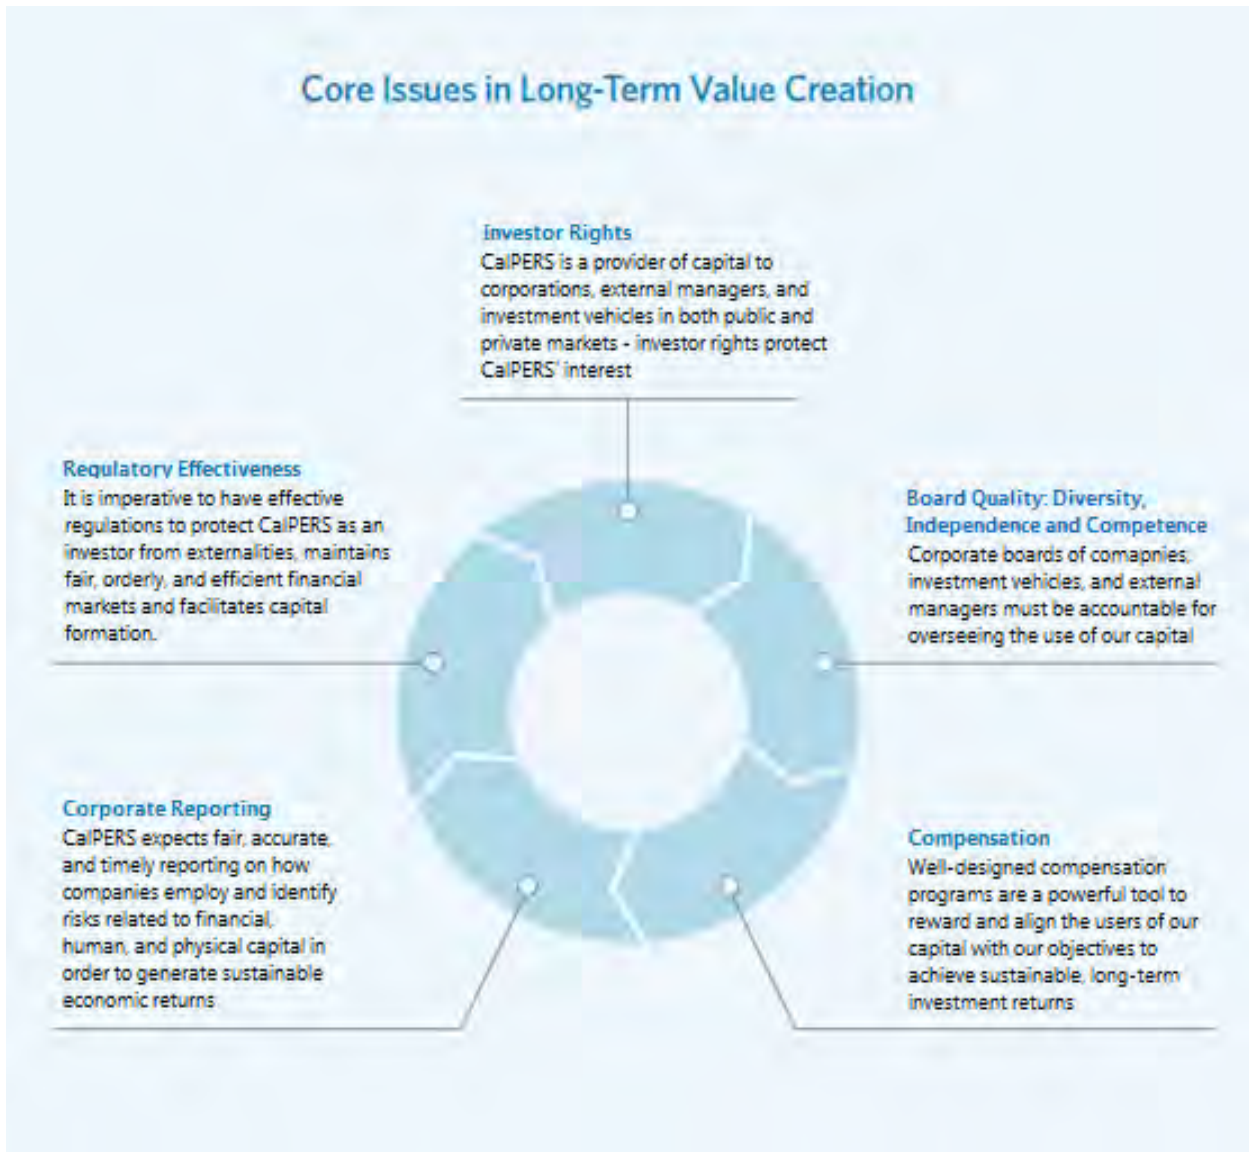 Core Issues in Long-Term Value Creation
Investor Rights
CalPERS is a provider of capital to
corporations, external managers, and
investment vehicles in both public and
private markets - investor rights protect
CalPERS' interest
Regulatory Effectiveness
It is imperative to have effective
regulations to protect CalPERS as an
investor from externalities, maintains
fair, orderly, and efficient financial
markets and facilitates capital
formation.
Board Quality: Diversity,
Independence and Competence
Corporate boards of comapnies,
investment vehicles, and external
managers must be accountable for
overseeing the use of our capital
Corporate Reporting
CalPERS expects fair, accurate,
and timely reporting on how
companies employ and identify
risks related to financial,
human, and physical capital in
order to generate sustainable
economic returns
Compensation
Well-designed compensation
programs are a powerful tool to
reward and align the users of our
capital with our objectives to
achieve sustainable, long-term
investment returns